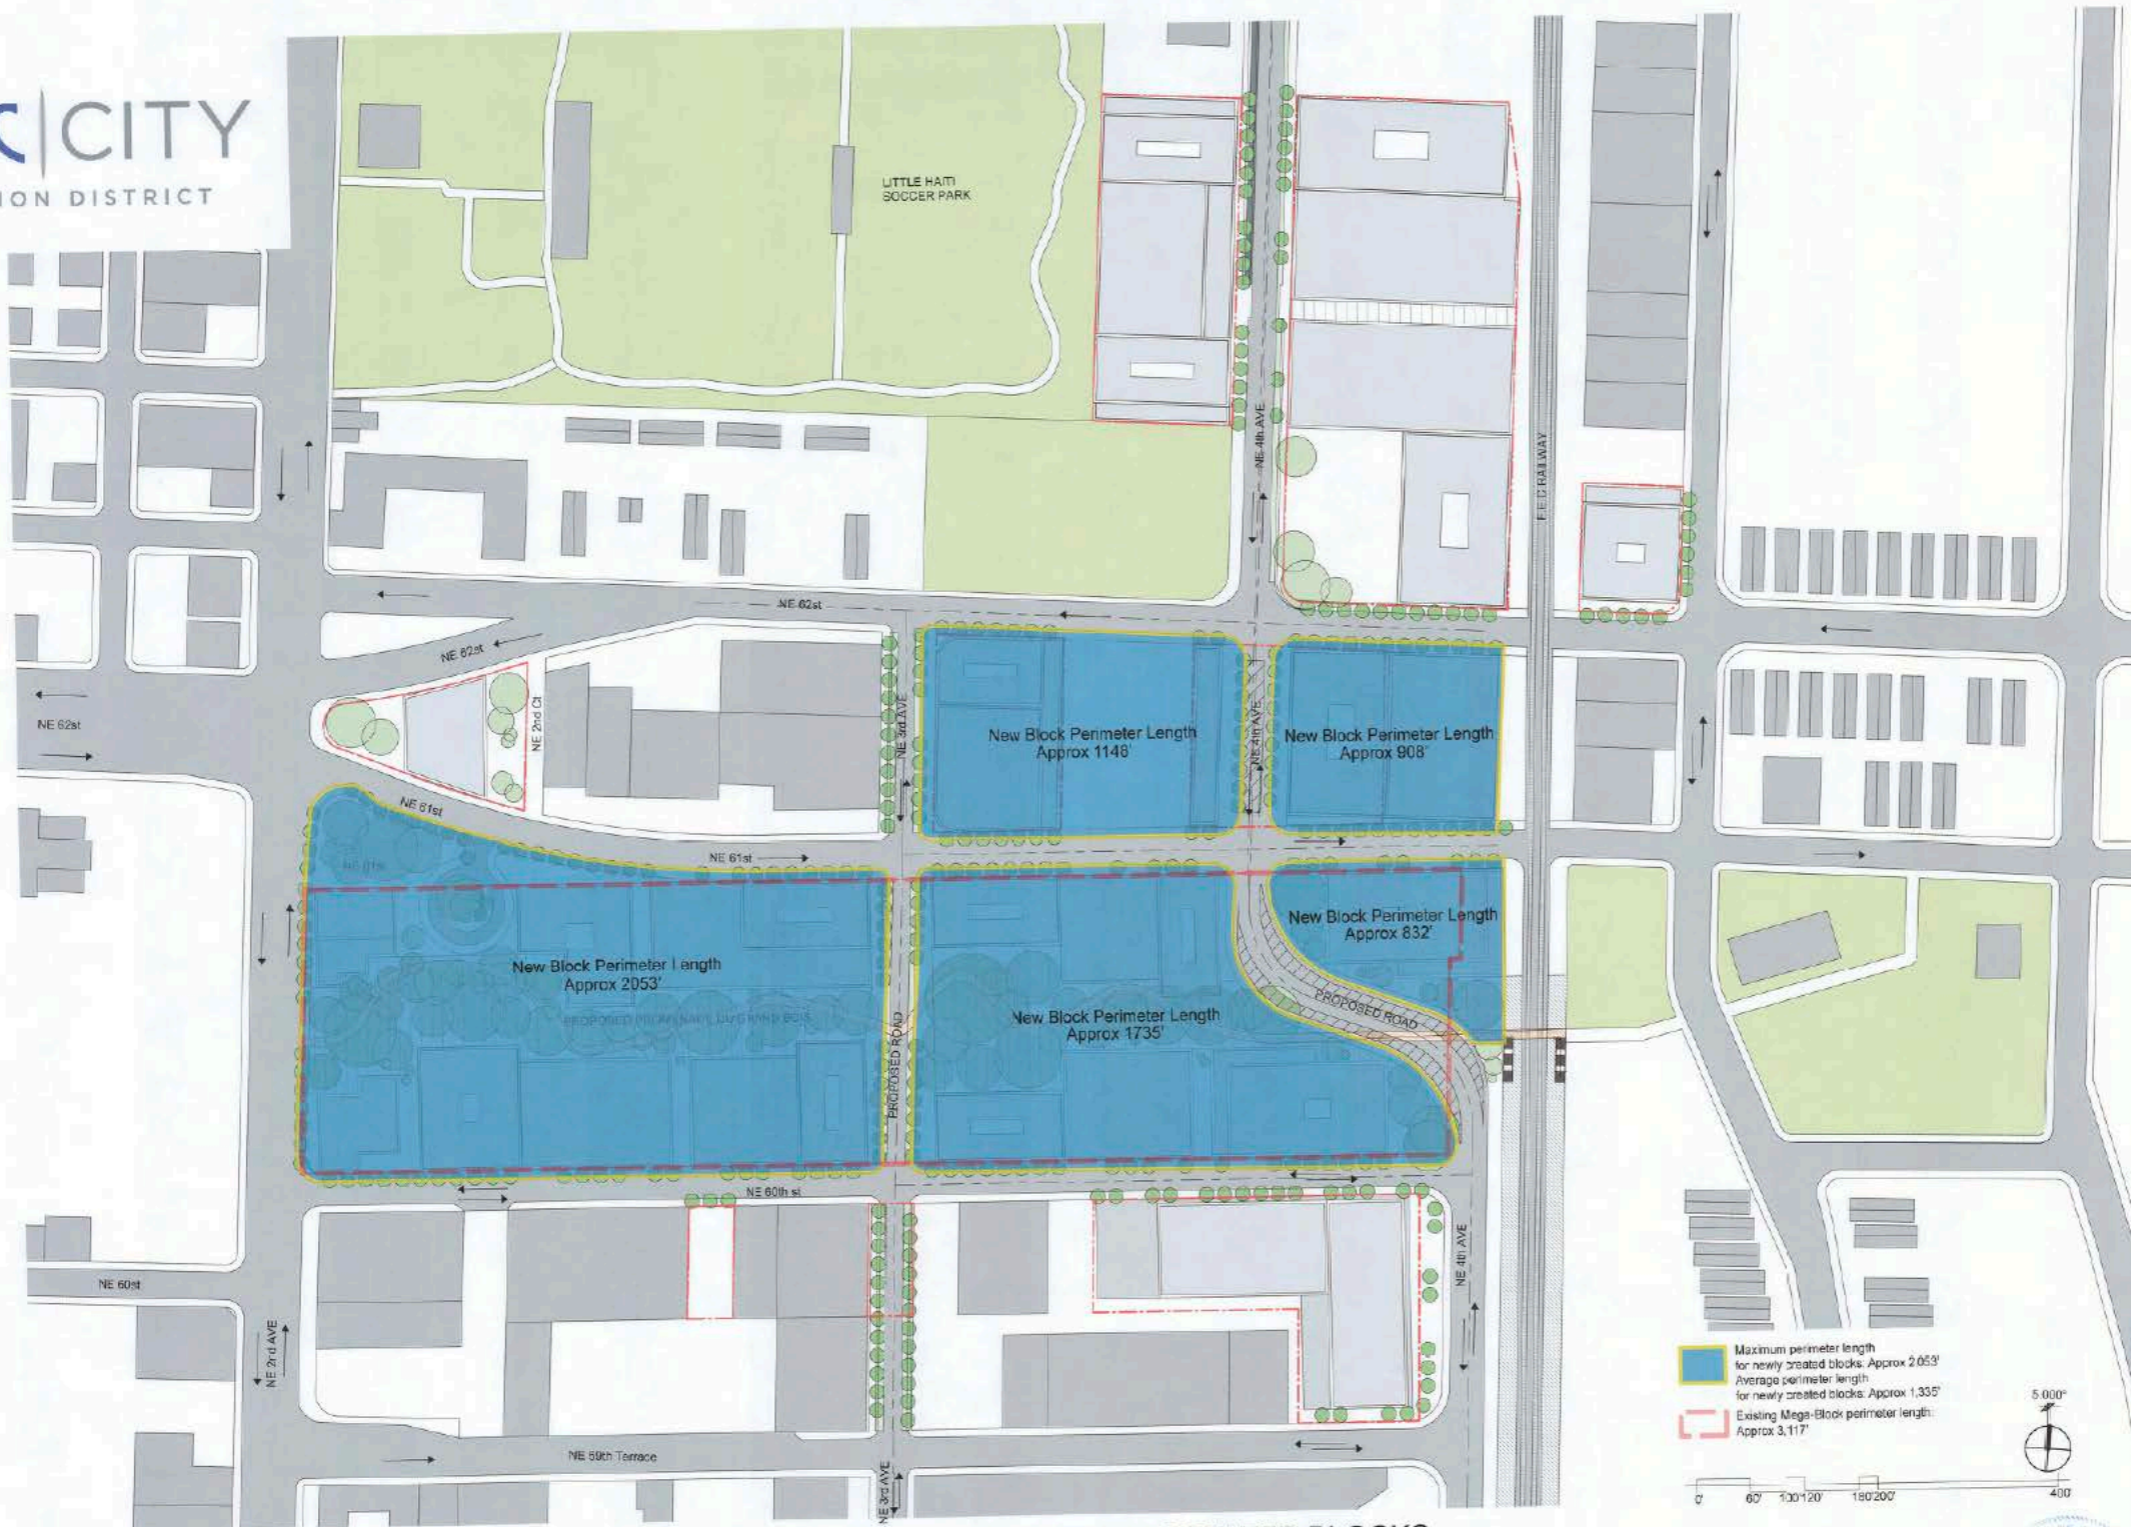 CITY
ION DISTRICT
LITTLE HAITI
SOCCER PARK
NE 4th AVE
F.E.C RAILWAY
NE 62st
NE 62st
NE 62st
NE 2nd Ct
NE 3rd AVE
New Block Perimeter Length
Approx 1148'
NE 4th AVE
New Block Perimeter Length
Approx 908'
NE 61st
NE 61st
NE 61st
New Block Perimeter Length
Approx 832'
New Block Perimeter Length
Approx 2053'
PROPOSED ROAD
New Block Perimeter Length
Approx 1735'
PROPOSED ROAD
NE 60th st
NE 60st
NE 2nd AVE
NE 4th AVE
NE 59th Terrace
NE 3rd AVE
Maximum perimeter length
for newly created blocks: Approx 2,053'
Average perimeter length
for newly created blocks: Approx 1,335'
Existing Mega-Block perimeter length:
Approx 3,117'
5.000°
0' 60' 100'120' 180'200' 400'
BLOCKS